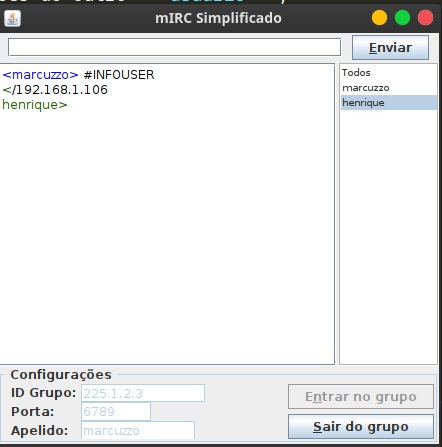 mIRC Simplificado
Enviar
<marcuzzo> #INFOUSER
</192.168.1.106
henrique>
Todos
marcuzzo
henrique
Configurações
ID Grupo: 225.1.2.3
Entrar no grupo
Porta: 6789
Apelido: marcuzzo
Sair do grupo